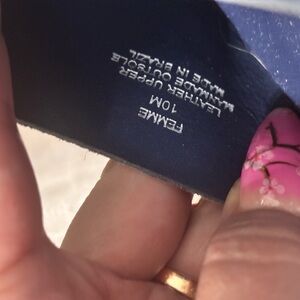 FEMME
10M
LEATHER UPPER
MANMADE OUTSOLE
MADE IN BRAZIL